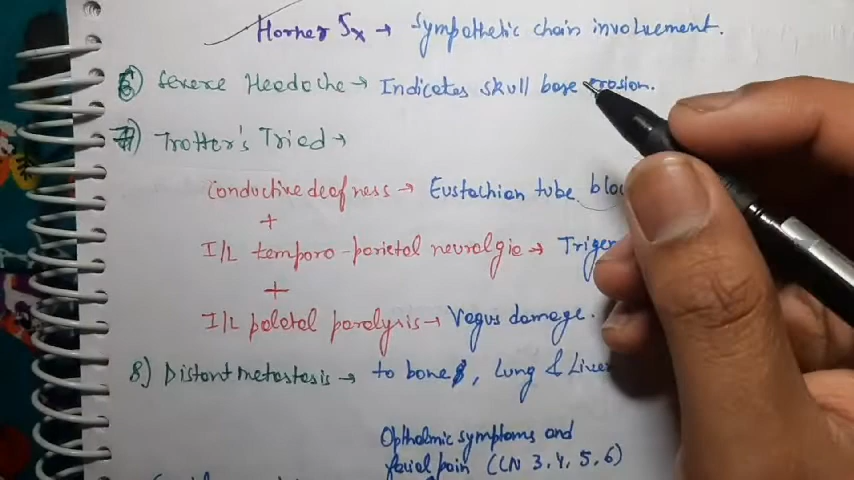 Horner Sx → Sympathetic chain involvement.
6) Severe Headache → Indicates skull base erosion.
7) Trotter's Triad →
Conductive deafness → Eustachian tube
+
I/L temporo-parietal neuralgia →
+
I/L palatal paralysis → Vagus damage.
8) Distant metastasis → to bone, Lung & Liver
Opthalmic symptoms and
facial pain (CN 3, 4, 5, 6)